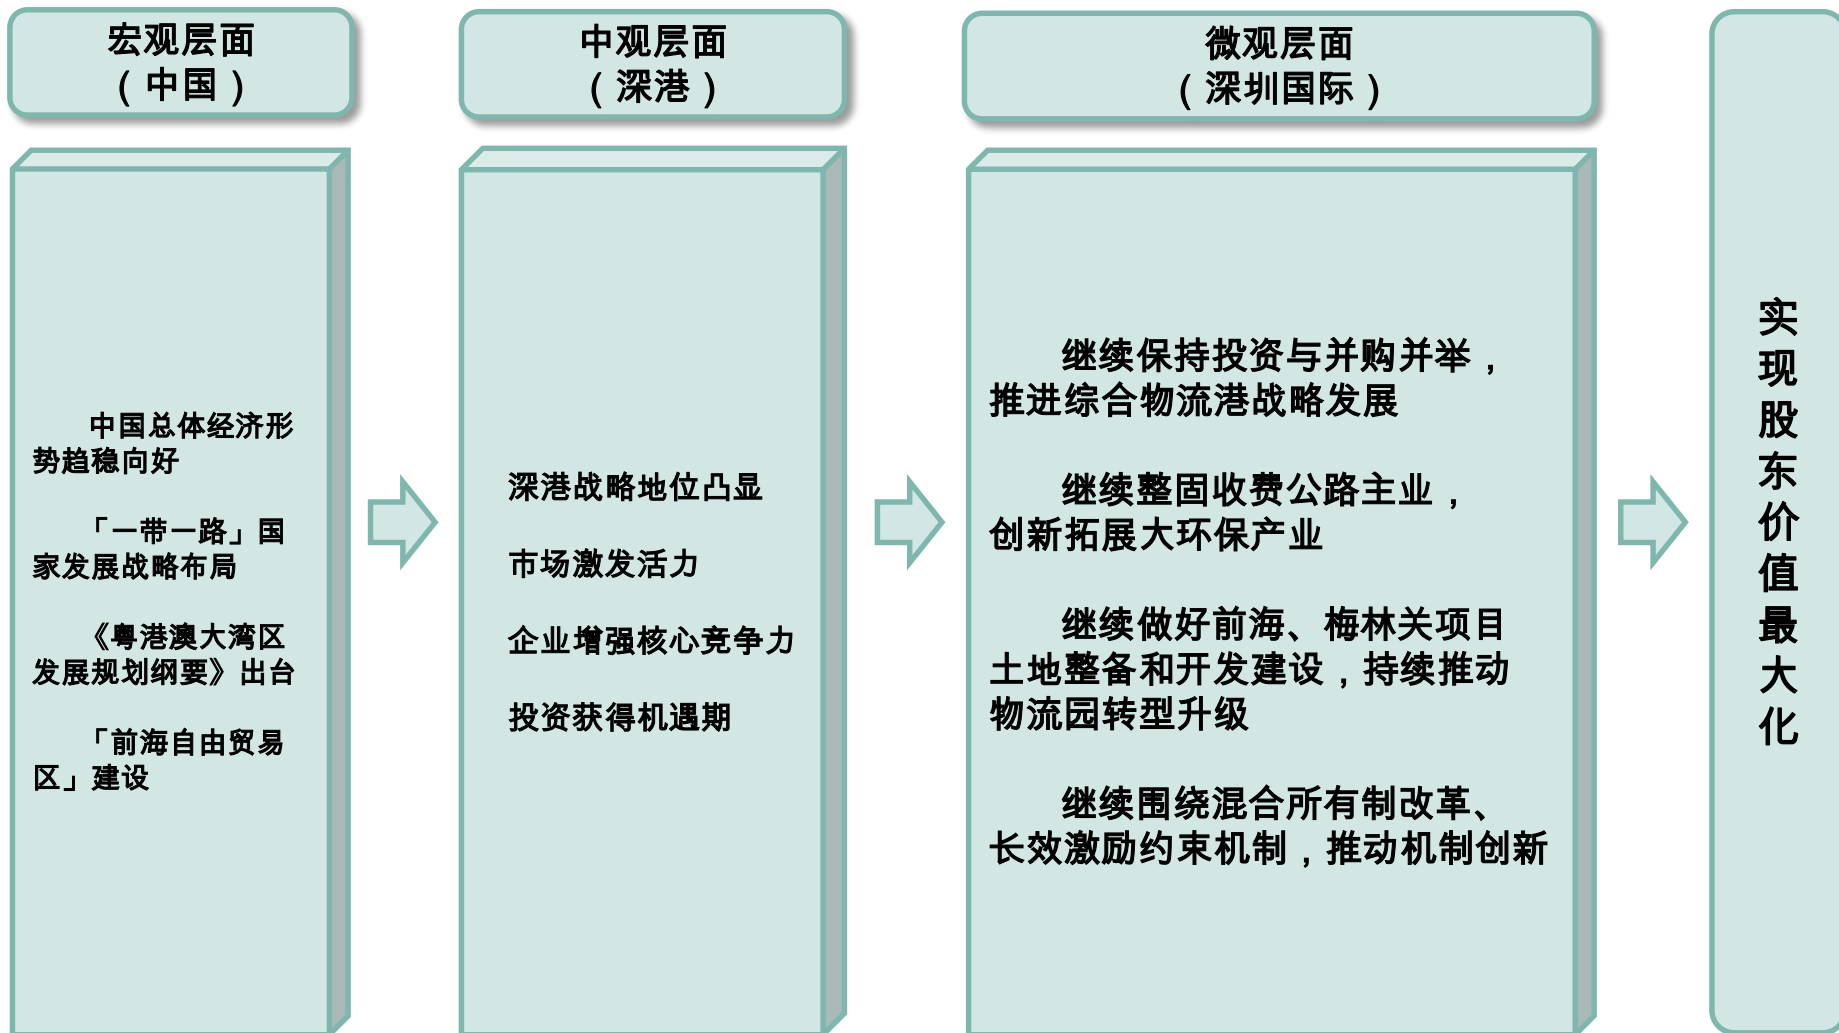 宏观层面
（中国）
中国总体经济形
势趋稳向好
「一带一路」国
家发展战略布局
《粤港澳大湾区
发展规划纲要》出台
「前海自由贸易
区」建设
中观层面
（深港）
深港战略地位凸显
市场激发活力
企业增强核心竞争力
投资获得机遇期
微观层面
（深圳国际）
继续保持投资与并购并举，
推进综合物流港战略发展
继续整固收费公路主业，
创新拓展大环保产业
继续做好前海、梅林关项目
土地整备和开发建设，持续推动
物流园转型升级
继续围绕混合所有制改革、
长效激励约束机制，推动机制创新
实现股东价值最大化